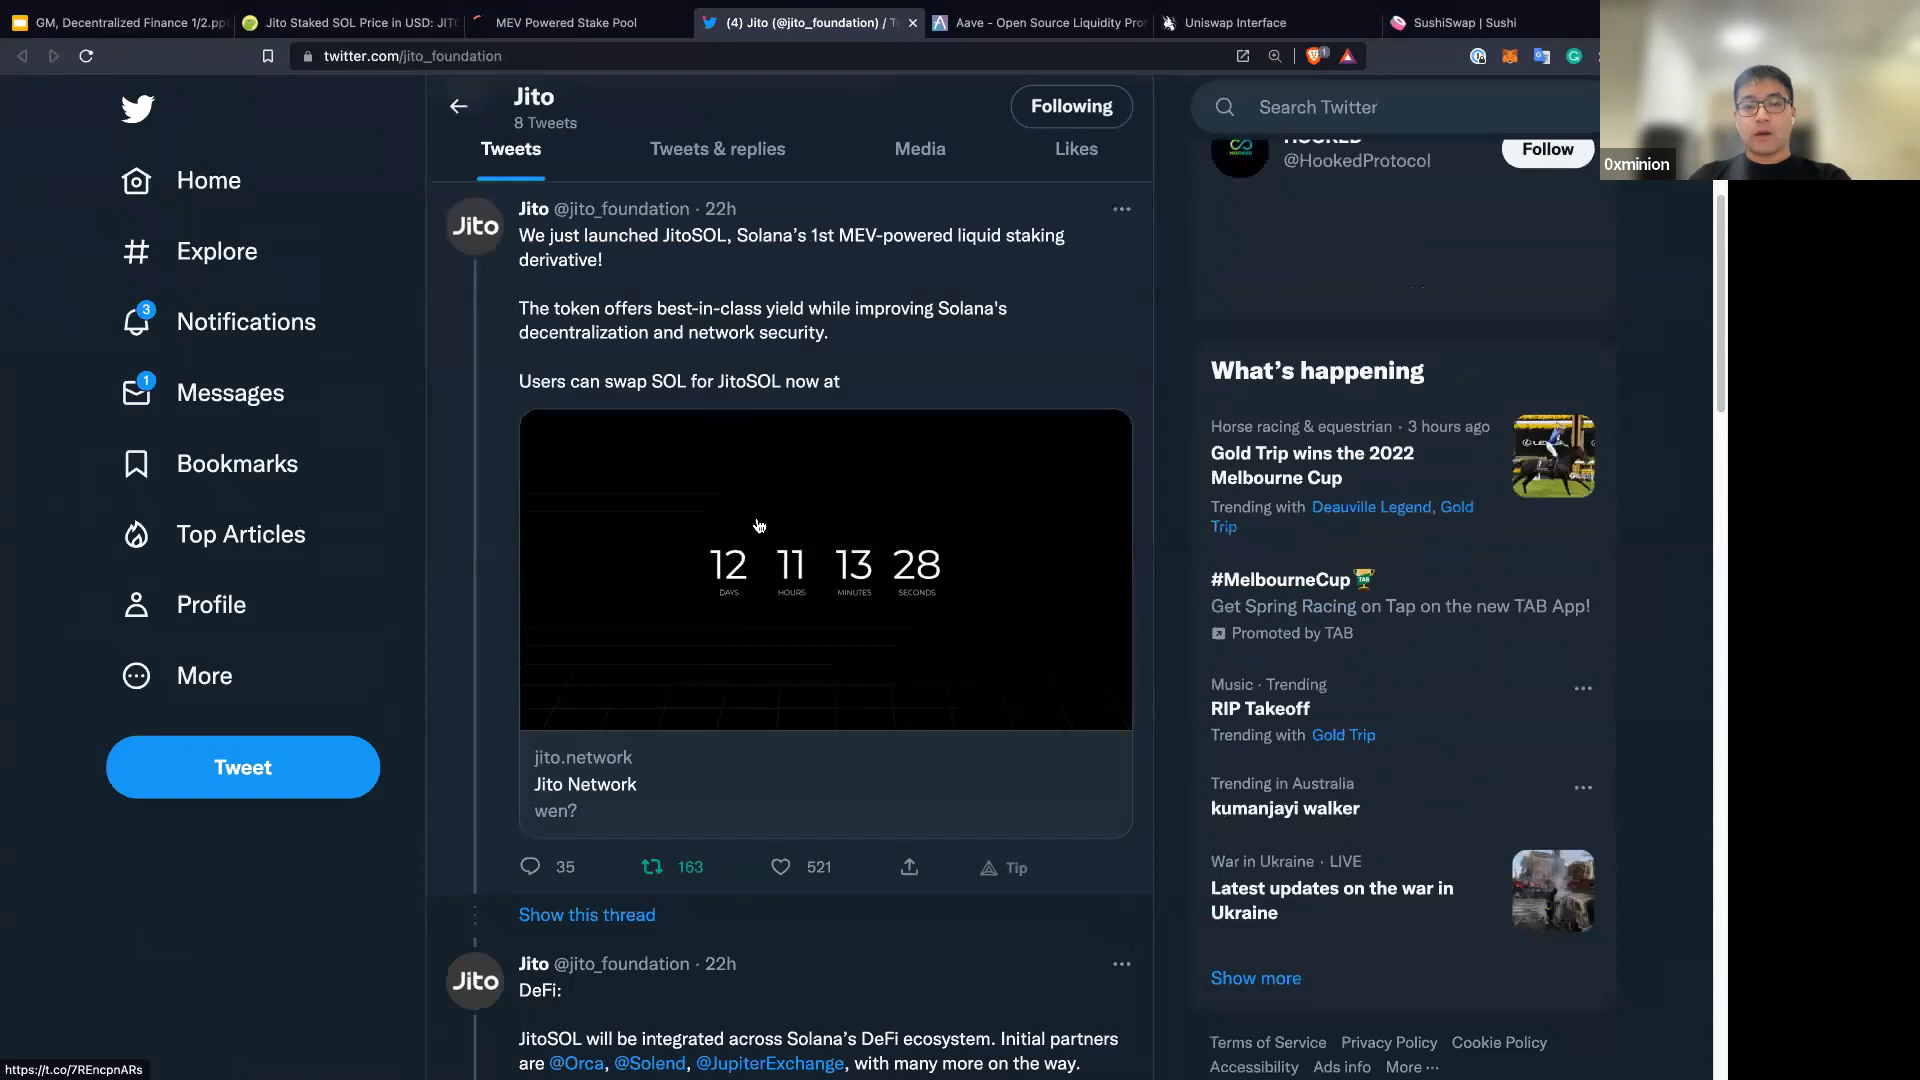 GM, Decentralized Finance 1/2.pp
Jito Staked SOL Price in USD: JIT
MEV Powered Stake Pool
(4) Jito (@jito_foundation) / T
Aave - Open Source Liquidity Pro
Uniswap Interface
SushiSwap | Sushi
twitter.com/jito_foundation
1
Jito
8 Tweets
Following
Search Twitter
Tweets
Tweets & replies
Media
Likes
HOOKED
@HookedProtocol
Follow
0xminion
Home
Explore
3
Notifications
1
Messages
Bookmarks
Top Articles
Profile
More
Tweet
Jito
Jito @jito_foundation · 22h
We just launched JitoSOL, Solana's 1st MEV-powered liquid staking
derivative!
The token offers best-in-class yield while improving Solana's
decentralization and network security.
Users can swap SOL for JitoSOL now at
12 11 13 28
DAYS HOURS MINUTES SECONDS
jito.network
Jito Network
wen?
35
163
521
Tip
Show this thread
Jito
Jito @jito_foundation · 22h
DeFi:
JitoSOL will be integrated across Solana's DeFi ecosystem. Initial partners
are @Orca, @Solend, @JupiterExchange, with many more on the way.
What's happening
Horse racing & equestrian · 3 hours ago
Gold Trip wins the 2022
Melbourne Cup
Trending with Deauville Legend, Gold
Trip
#MelbourneCup
Get Spring Racing on Tap on the new TAB App!
Promoted by TAB
Music · Trending
RIP Takeoff
Trending with Gold Trip
Trending in Australia
kumanjayi walker
War in Ukraine · LIVE
Latest updates on the war in
Ukraine
Show more
Terms of Service Privacy Policy Cookie Policy
Accessibility Ads info More ···
https://t.co/7REncpnARs